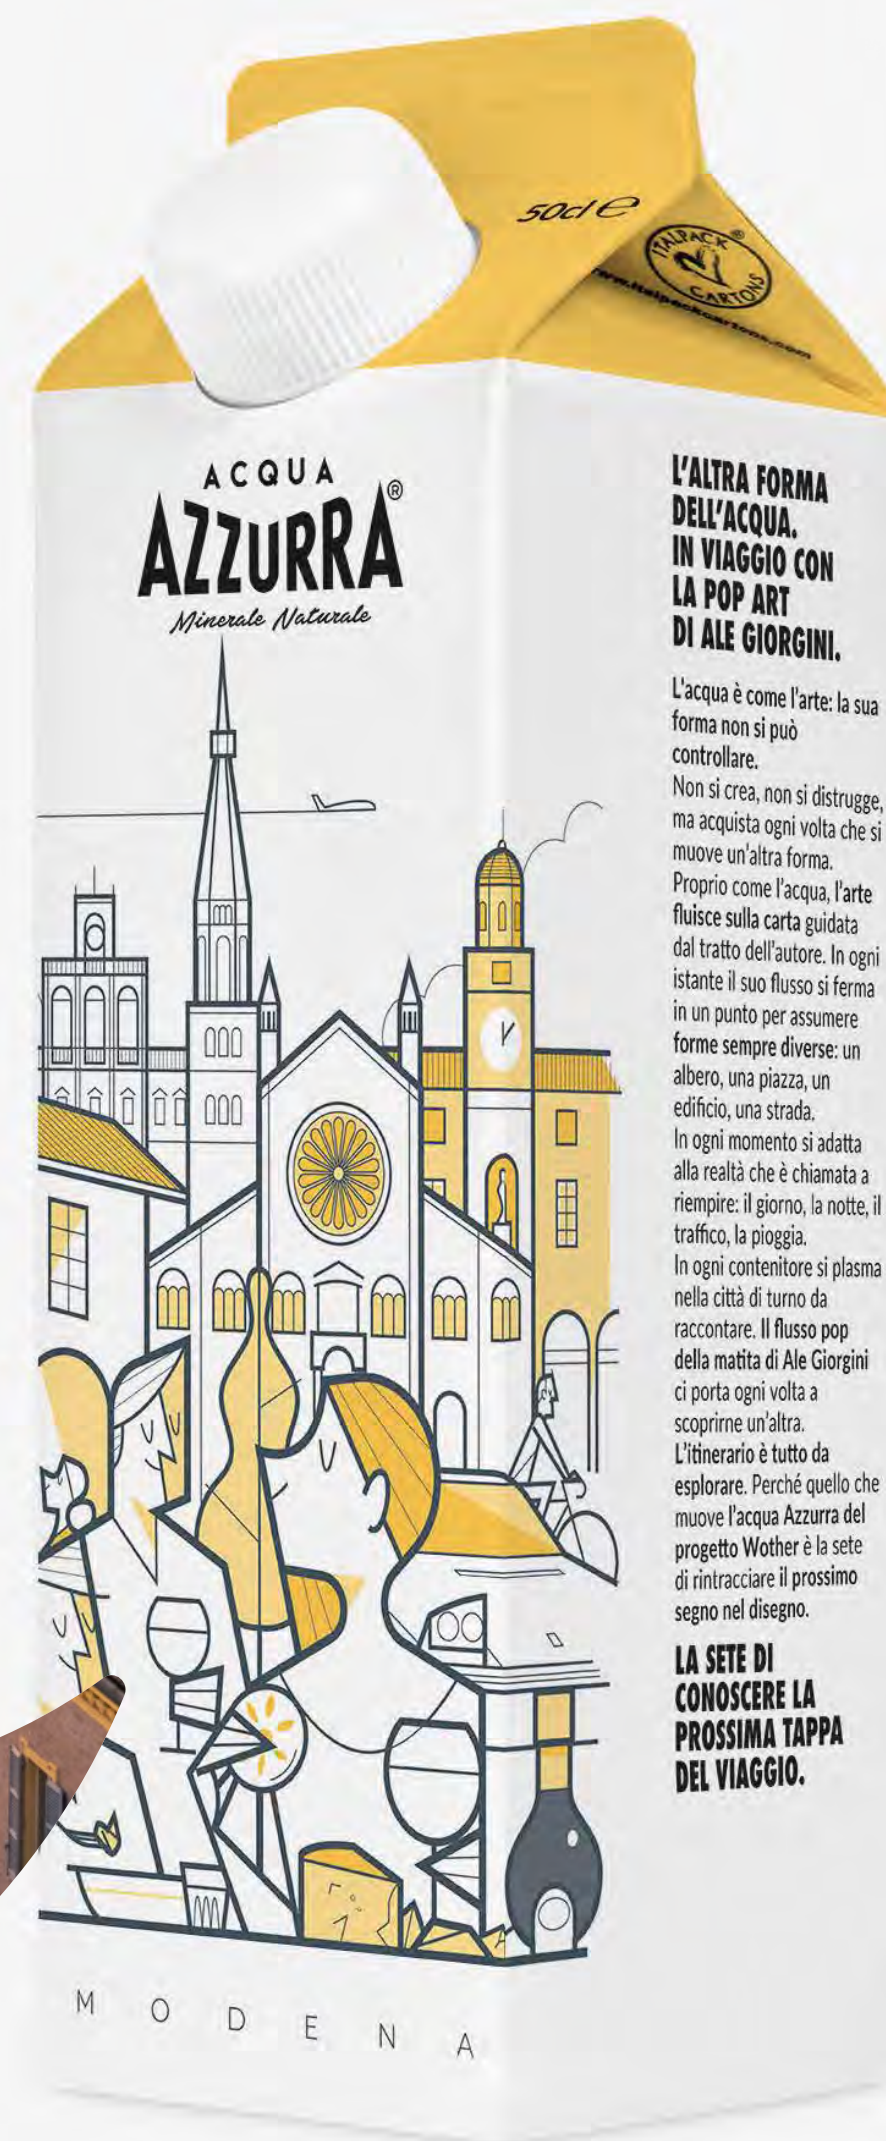 50cl e
ITALPACK ®
CARTONS
www.italpackcartons.com
ACQUA
AZZURRA®
Minerale Naturale
MODENA
L'ALTRA FORMA
DELL'ACQUA.
IN VIAGGIO CON
LA POP ART
DI ALE GIORGINI.
L'acqua è come l'arte: la sua
forma non si può
controllare.
Non si crea, non si distrugge,
ma acquista ogni volta che si
muove un'altra forma.
Proprio come l'acqua, l'arte
fluisce sulla carta guidata
dal tratto dell'autore. In ogni
istante il suo flusso si ferma
in un punto per assumere
forme sempre diverse: un
albero, una piazza, un
edificio, una strada.
In ogni momento si adatta
alla realtà che è chiamata a
riempire: il giorno, la notte, il
traffico, la pioggia.
In ogni contenitore si plasma
nella città di turno da
raccontare. Il flusso pop
della matita di Ale Giorgini
ci porta ogni volta a
scoprirne un'altra.
L'itinerario è tutto da
esplorare. Perché quello che
muove l'acqua Azzurra del
progetto Wother è la sete
di rintracciare il prossimo
segno nel disegno.
LA SETE DI
CONOSCERE LA
PROSSIMA TAPPA
DEL VIAGGIO.